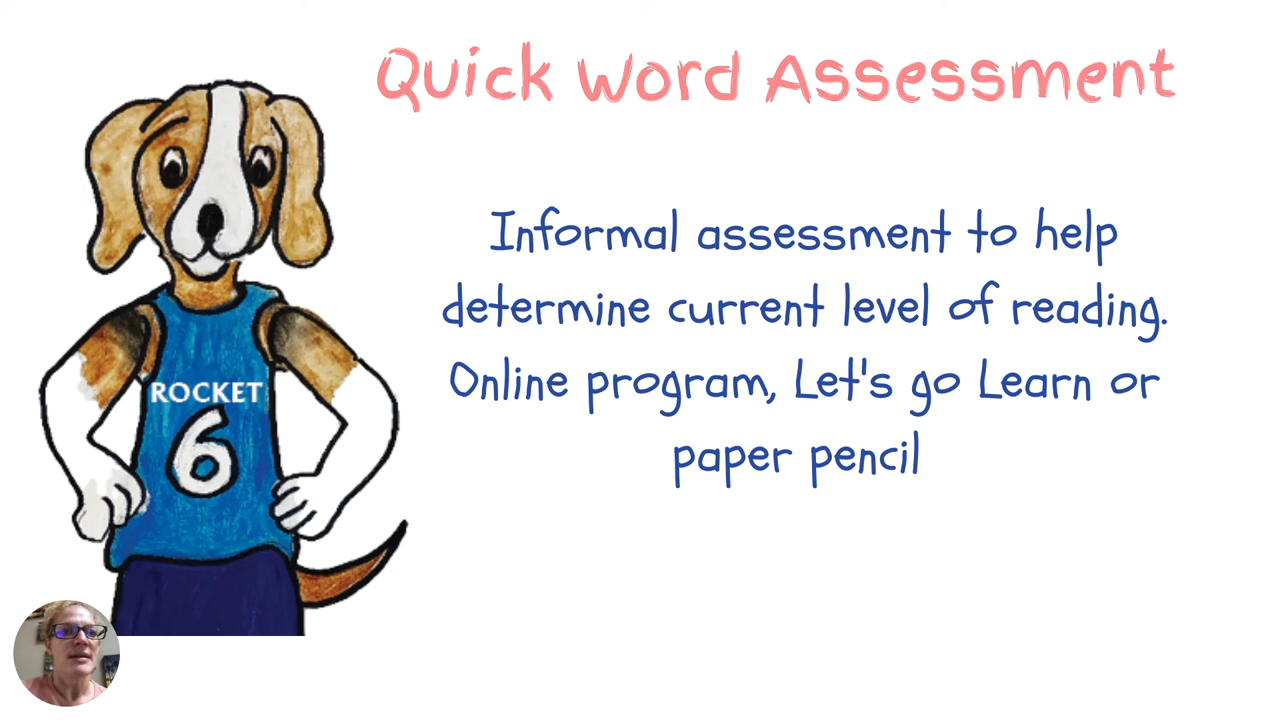 Quick Word Assessment
Informal assessment to help
determine current level of reading.
Online program, Let's go Learn or
paper pencil
ROCKET
6